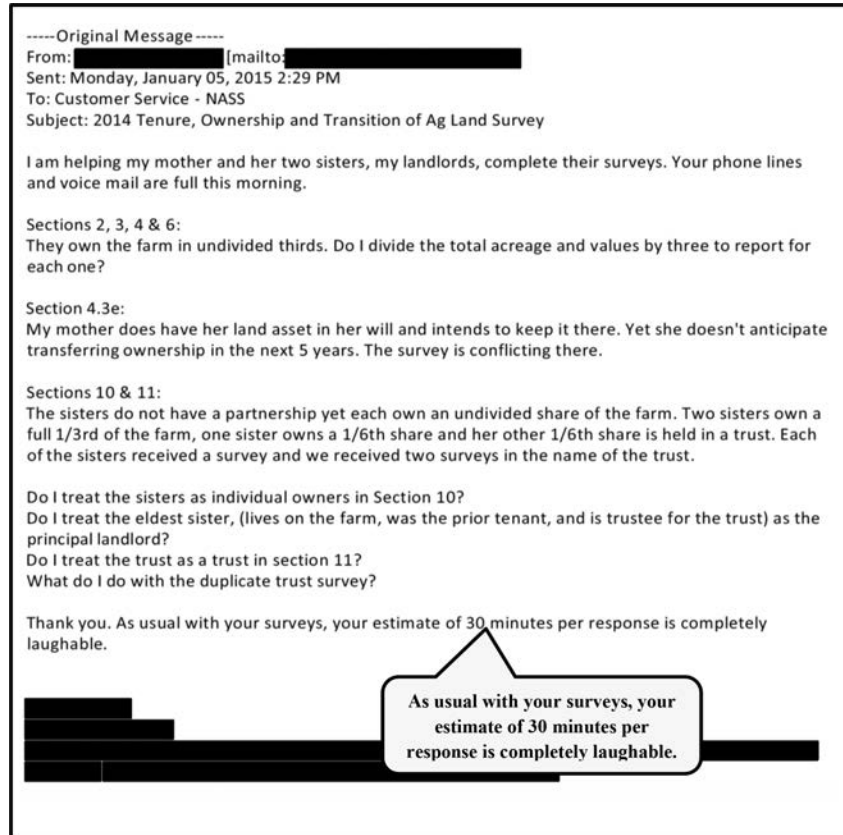 -----Original Message-----
From: [mailto:
Sent: Monday, January 05, 2015 2:29 PM
To: Customer Service - NASS
Subject: 2014 Tenure, Ownership and Transition of Ag Land Survey
I am helping my mother and her two sisters, my landlords, complete their surveys. Your phone lines
and voice mail are full this morning.
Sections 2, 3, 4 & 6:
They own the farm in undivided thirds. Do I divide the total acreage and values by three to report for
each one?
Section 4.3e:
My mother does have her land asset in her will and intends to keep it there. Yet she doesn't anticipate
transferring ownership in the next 5 years. The survey is conflicting there.
Sections 10 & 11:
The sisters do not have a partnership yet each own an undivided share of the farm. Two sisters own a
full 1/3rd of the farm, one sister owns a 1/6th share and her other 1/6th share is held in a trust. Each
of the sisters received a survey and we received two surveys in the name of the trust.
Do I treat the sisters as individual owners in Section 10?
Do I treat the eldest sister, (lives on the farm, was the prior tenant, and is trustee for the trust) as the
principal landlord?
Do I treat the trust as a trust in section 11?
What do I do with the duplicate trust survey?
Thank you. As usual with your surveys, your estimate of 30 minutes per response is completely
laughable.
As usual with your surveys, your
estimate of 30 minutes per
response is completely laughable.